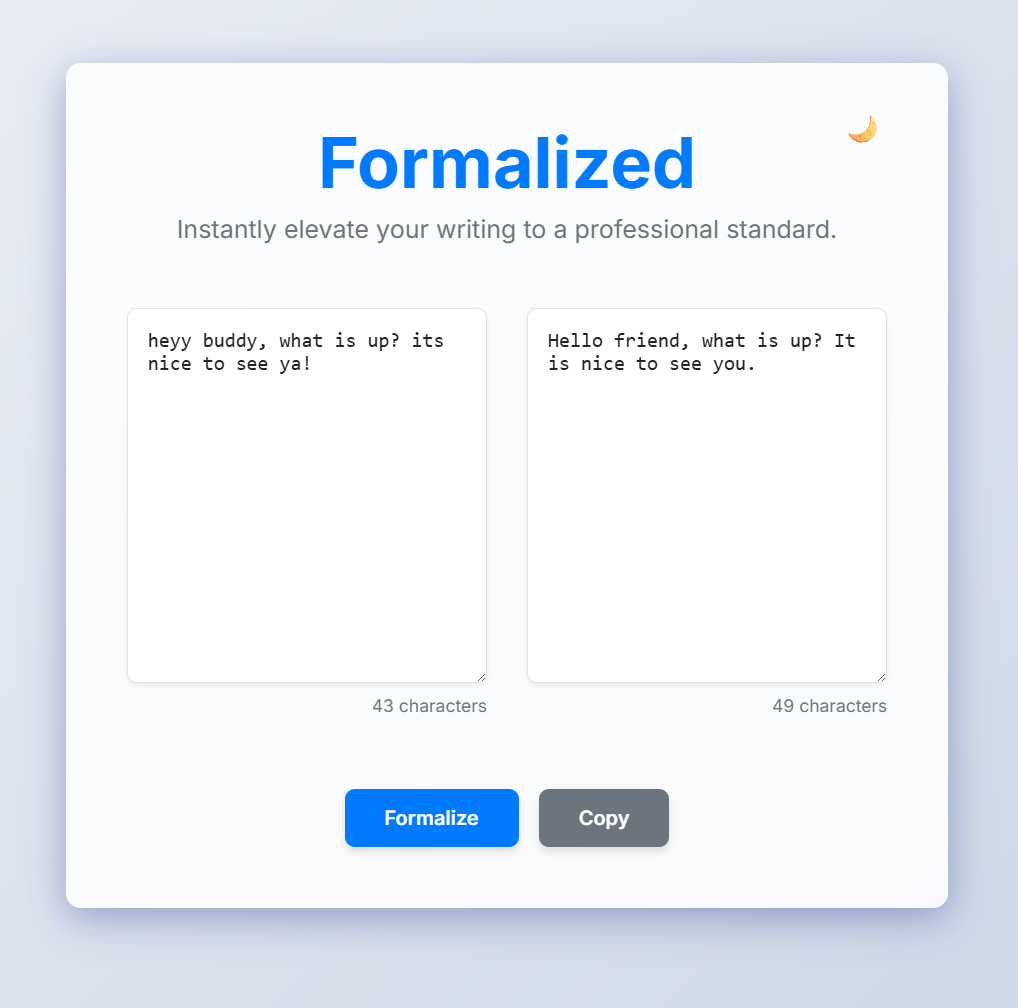 Formalized
Instantly elevate your writing to a professional standard.
heyy buddy, what is up? its
nice to see ya!
Hello friend, what is up? It
is nice to see you.
43 characters
49 characters
Formalize
Copy